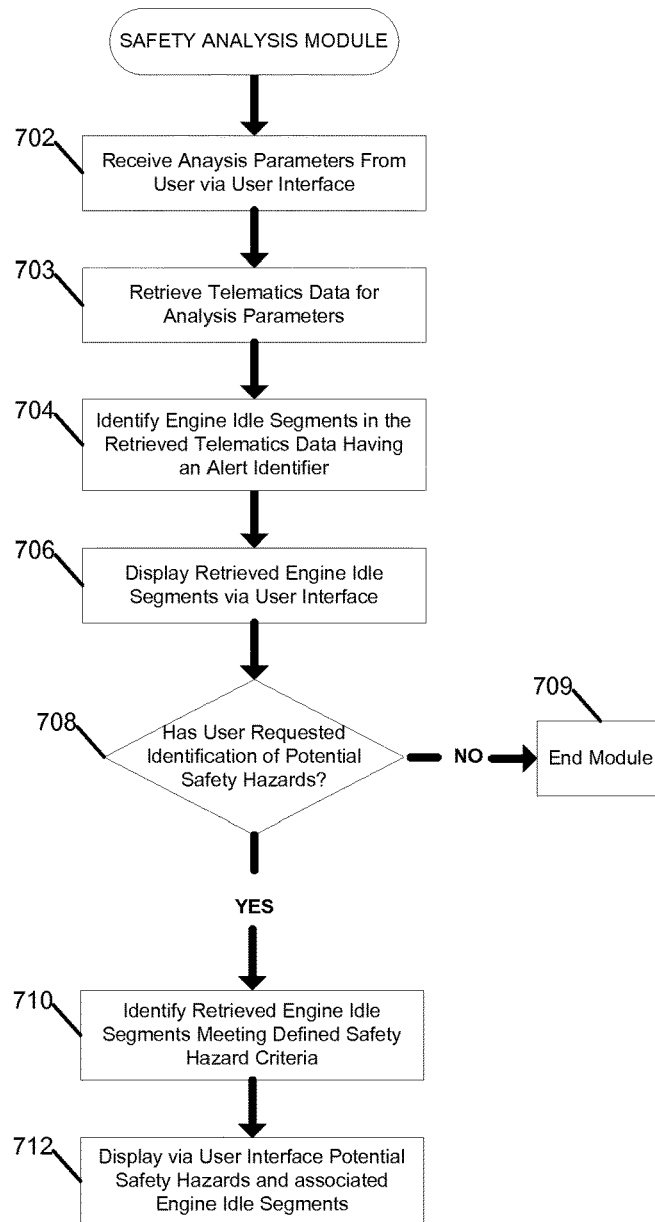 SAFETY ANALYSIS MODULE
702
Receive Anaysis Parameters From
User via User Interface
703
Retrieve Telematics Data for
Analysis Parameters
704
Identify Engine Idle Segments in the
Retrieved Telematics Data Having
an Alert Identifier
706
Display Retrieved Engine Idle
Segments via User Interface
708
Has User Requested
Identification of Potential
Safety Hazards?
NO
709
End Module
YES
710
Identify Retrieved Engine Idle
Segments Meeting Defined Safety
Hazard Criteria
712
Display via User Interface Potential
Safety Hazards and associated
Engine Idle Segments